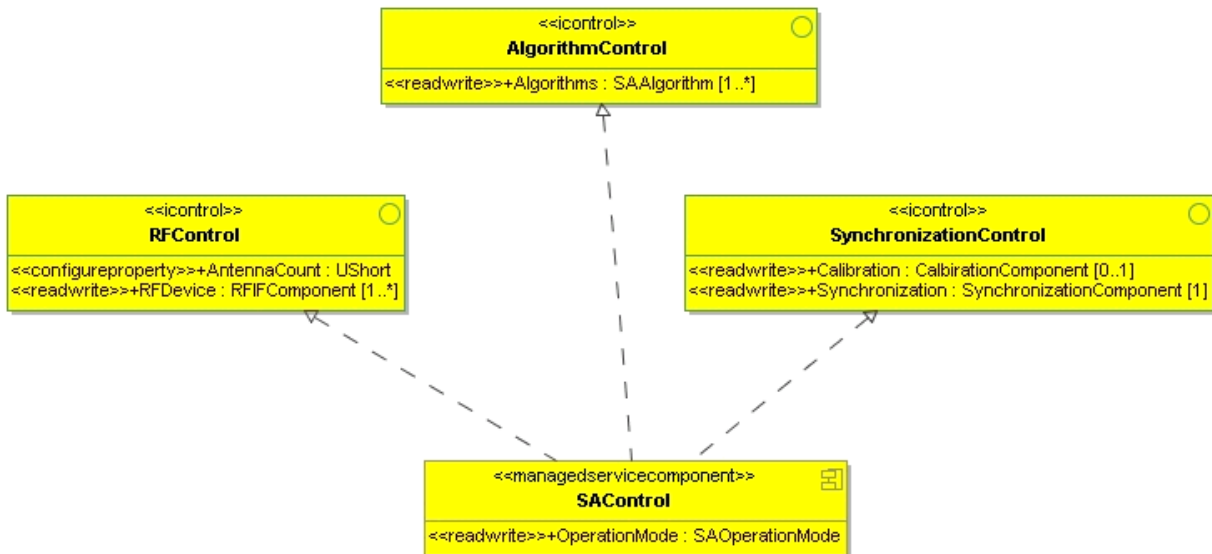 <<icontrol>>
AlgorithmControl
<<readwrite>>+Algorithms : SAAlgorithm [1..*]
<<icontrol>>
RFControl
<<configureproperty>>+AntennaCount : UShort
<<readwrite>>+RFDevice : RFIFComponent [1..*]
<<icontrol>>
SynchronizationControl
<<readwrite>>+Calibration : CalbirationComponent [0..1]
<<readwrite>>+Synchronization : SynchronizationComponent [1]
<<managedservicecomponent>>
SAControl
<<readwrite>>+OperationMode : SAOperationMode